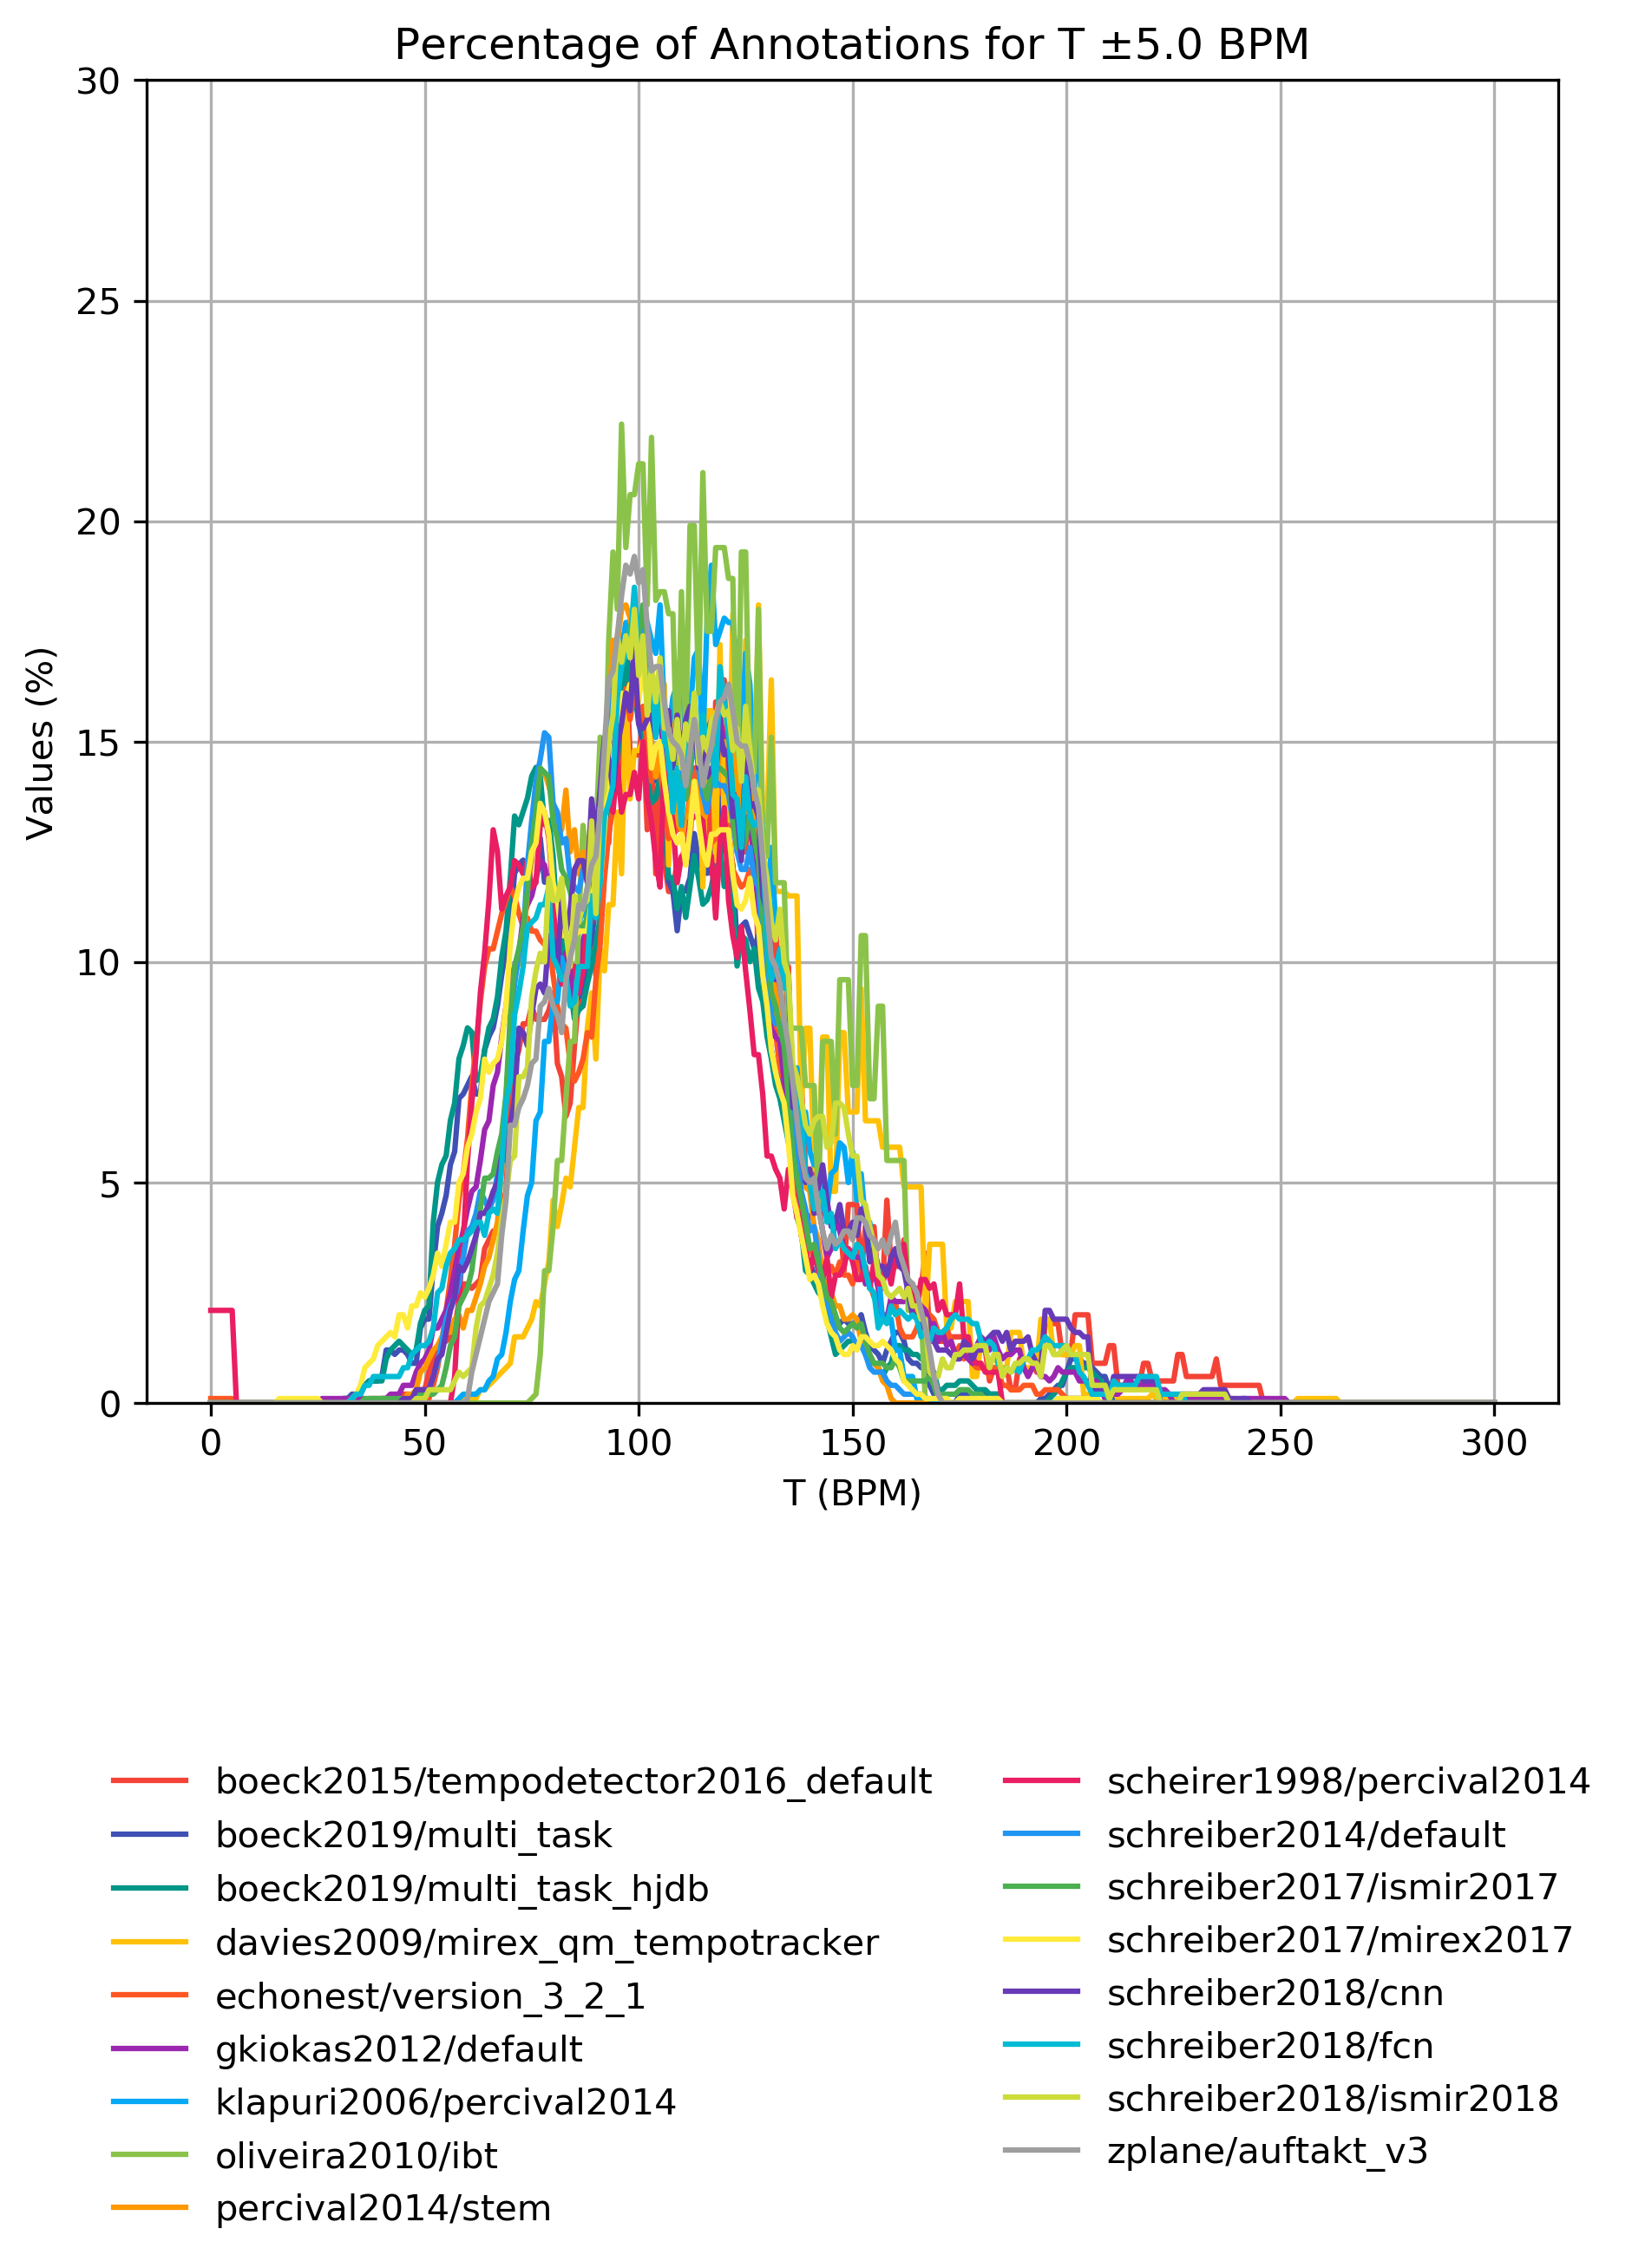 Percentage of Annotations for T ±5.0 BPM
30
25
20
15
10
5
0
Values (%)
0 50 100 150 200 250 300
T (BPM)
boeck2015/tempodetector2016_default
boeck2019/multi_task
boeck2019/multi_task_hjdb
davies2009/mirex_qm_tempotracker
echonest/version_3_2_1
gkiokas2012/default
klapuri2006/percival2014
oliveira2010/ibt
percival2014/stem
scheirer1998/percival2014
schreiber2014/default
schreiber2017/ismir2017
schreiber2017/mirex2017
schreiber2018/cnn
schreiber2018/fcn
schreiber2018/ismir2018
zplane/auftakt_v3